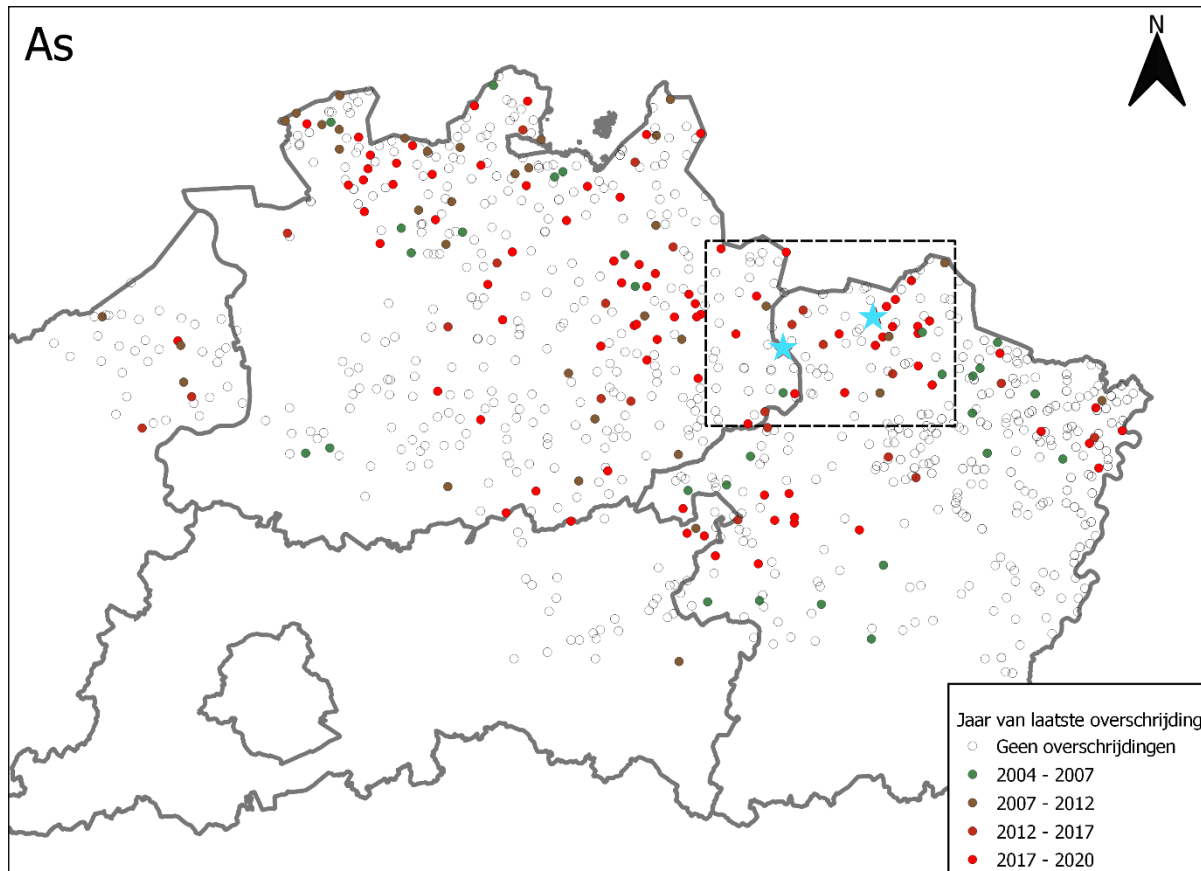 As
N
Jaar van laatste overschrijding
Geen overschrijdingen
2004 - 2007
2007 - 2012
2012 - 2017
2017 - 2020